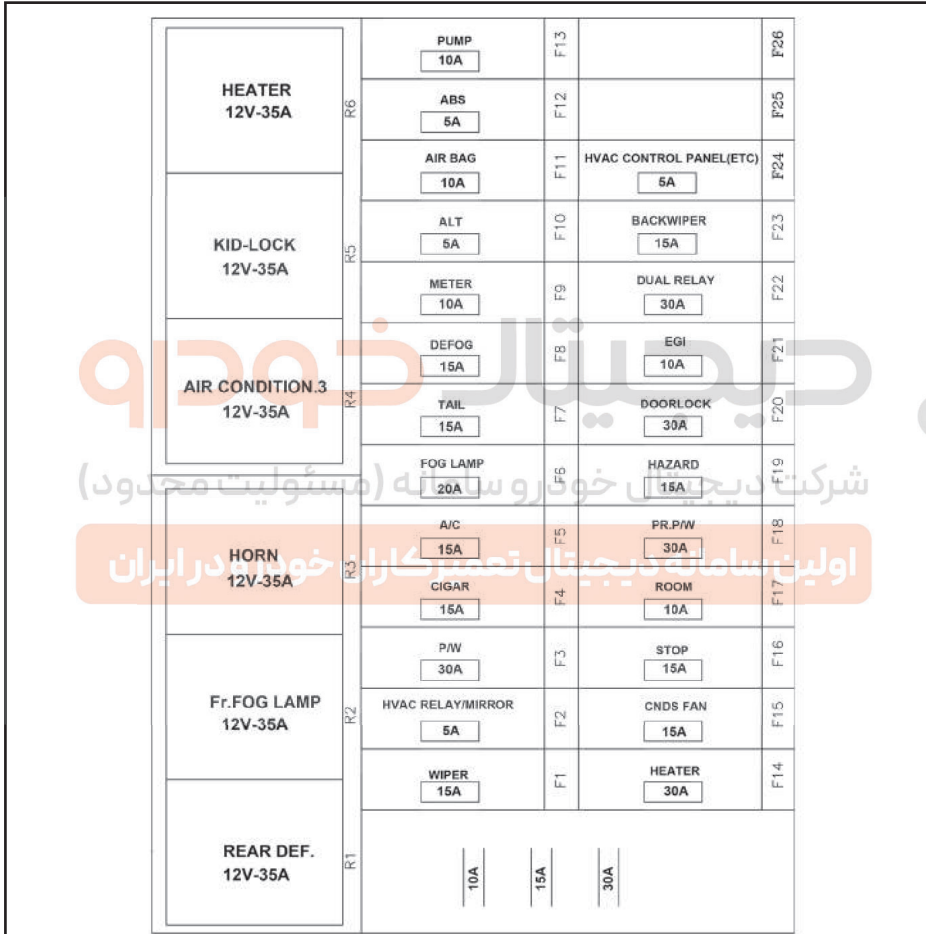 HEATER
12V-35A
R6
KID-LOCK
12V-35A
R5
AIR CONDITION.3
12V-35A
R4
HORN
12V-35A
R3
Fr.FOG LAMP
12V-35A
R2
REAR DEF.
12V-35A
R1
PUMP
10A
F13
F26
ABS
5A
F12
F25
AIR BAG
10A
F11
HVAC CONTROL PANEL(ETC)
5A
F24
ALT
5A
F10
BACKWIPER
15A
F23
METER
10A
F9
DUAL RELAY
30A
F22
DEFOG
15A
F8
EGI
10A
F21
TAIL
15A
F7
DOORLOCK
30A
F20
FOG LAMP
20A
F6
HAZARD
15A
F19
A/C
15A
F5
PR.P/W
30A
F18
CIGAR
15A
F4
ROOM
10A
F17
P/W
30A
F3
STOP
15A
F16
HVAC RELAY/MIRROR
5A
F2
CNDS FAN
15A
F15
WIPER
15A
F1
HEATER
30A
F14
10A
15A
30A
دیجیتال خودرو
شرکت دیجیتال خودرو سامانه (مسئولیت محدود)
اولین سامانه دیجیتال تعمیرکاران خودرو در ایران